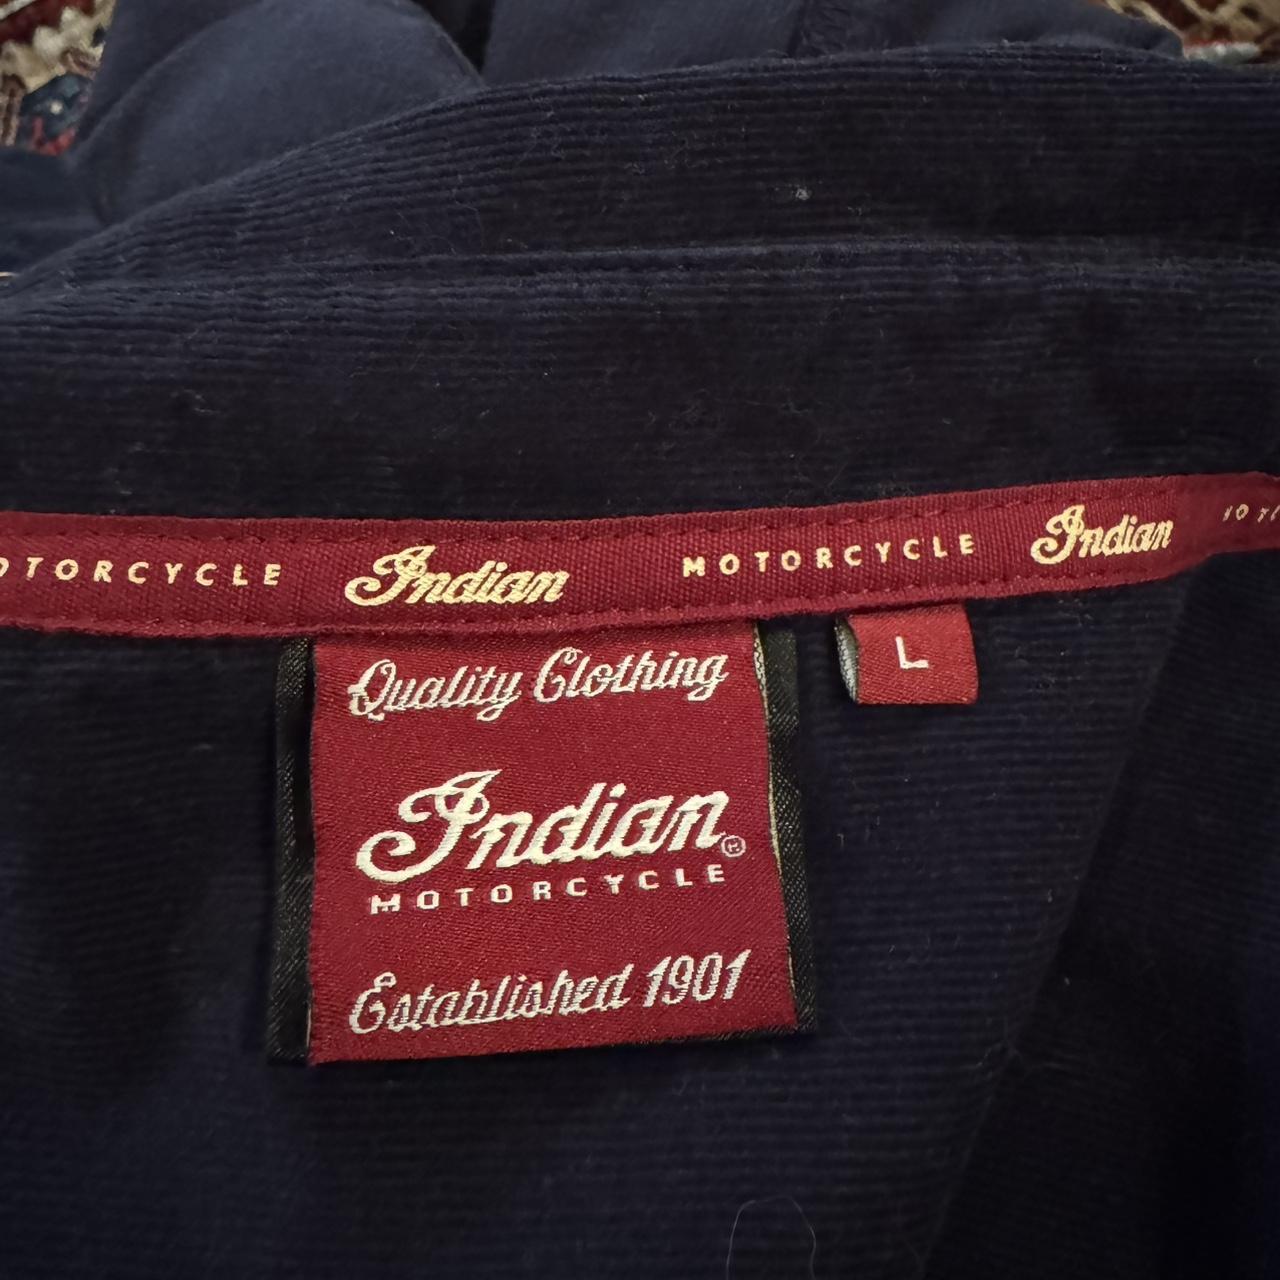 MOTORCYCLE Indian MOTORCYCLE Indian
L
Quality Clothing
Indian®
MOTORCYCLE
Established 1901